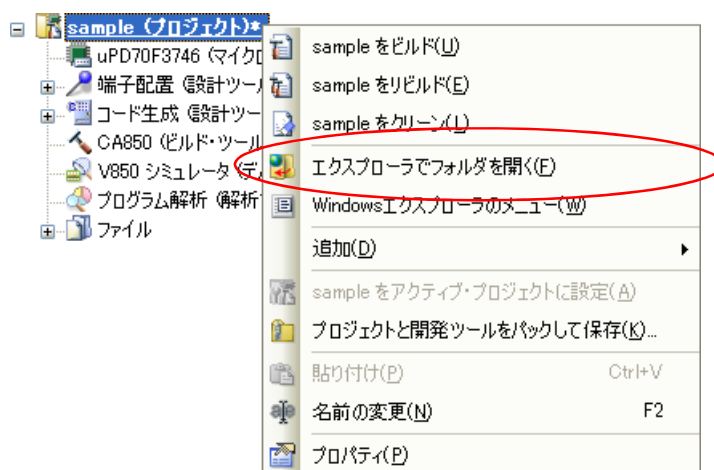 sample (プロジェクト)*
uPD70F3746 (マイクロ
端子配置 (設計ツール
コード生成 (設計ツー
CA850 (ビルド・ツール
V850 シミュレータ (デ
プログラム解析 (解析
ファイル
sample をビルド(U)
sample をリビルド(E)
sample をクリーン(L)
エクスプローラでフォルダを開く(F)
Windowsエクスプローラのメニュー(W)
追加(D)
sample をアクティブ・プロジェクトに設定(A)
プロジェクトと開発ツールをパックして保存(K)...
貼り付け(P) Ctrl+V
名前の変更(N) F2
プロパティ(P)